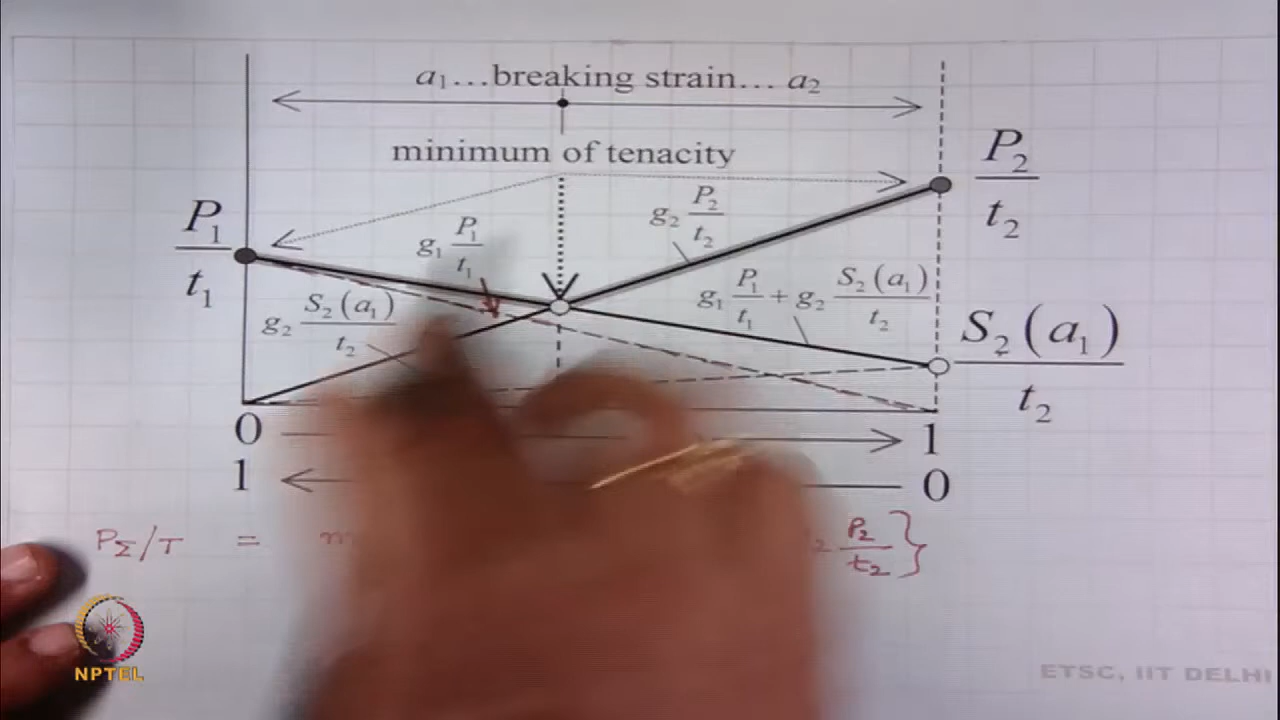 a₁...breaking strain... a₂
minimum of tenacity
P₂/t₂
P₁/t₁
g₁ P₁/t₁
g₂ P₂/t₂
g₂ S₂(a₁)/t₂
g₁ P₁/t₁ + g₂ S₂(a₁)/t₂
S₂(a₁)/t₂
0 1
1 0
P_Σ/T = P₂/t₂ }
NPTEL
ETSC, IIT DELHI